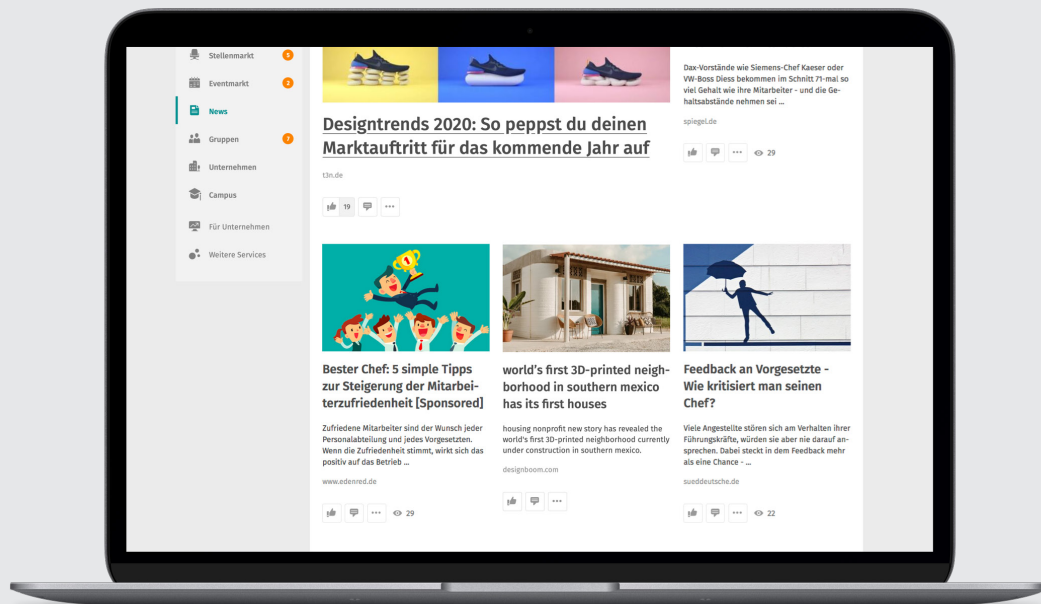 Stellenmarkt 5
Eventmarkt 2
News
Gruppen 7
Unternehmen
Campus
Für Unternehmen
Weitere Services
Designtrends 2020: So peppst du deinen
Marktauftritt für das kommende Jahr auf
t3n.de
19
Dax-Vorstände wie Siemens-Chef Kaeser oder
VW-Boss Diess bekommen im Schnitt 71-mal so
viel Gehalt wie ihre Mitarbeiter - und die Ge-
haltsabstände nehmen sei ...
spiegel.de
29
1
Bester Chef: 5 simple Tipps
zur Steigerung der Mitarbei-
terzufriedenheit [Sponsored]
Zufriedene Mitarbeiter sind der Wunsch jeder
Personalabteilung und jedes Vorgesetzten.
Wenn die Zufriedenheit stimmt, wirkt sich das
positiv auf das Betrieb ...
www.edenred.de
29
world's first 3D-printed neigh-
borhood in southern mexico
has its first houses
housing nonprofit new story has revealed the
world's first 3D-printed neighborhood currently
under construction in southern mexico.
designboom.com
Feedback an Vorgesetzte -
Wie kritisiert man seinen
Chef?
Viele Angestellte stören sich am Verhalten ihrer
Führungskräfte, würden sie aber nie darauf an-
sprechen. Dabei steckt in dem Feedback mehr
als eine Chance - ...
sueddeutsche.de
22